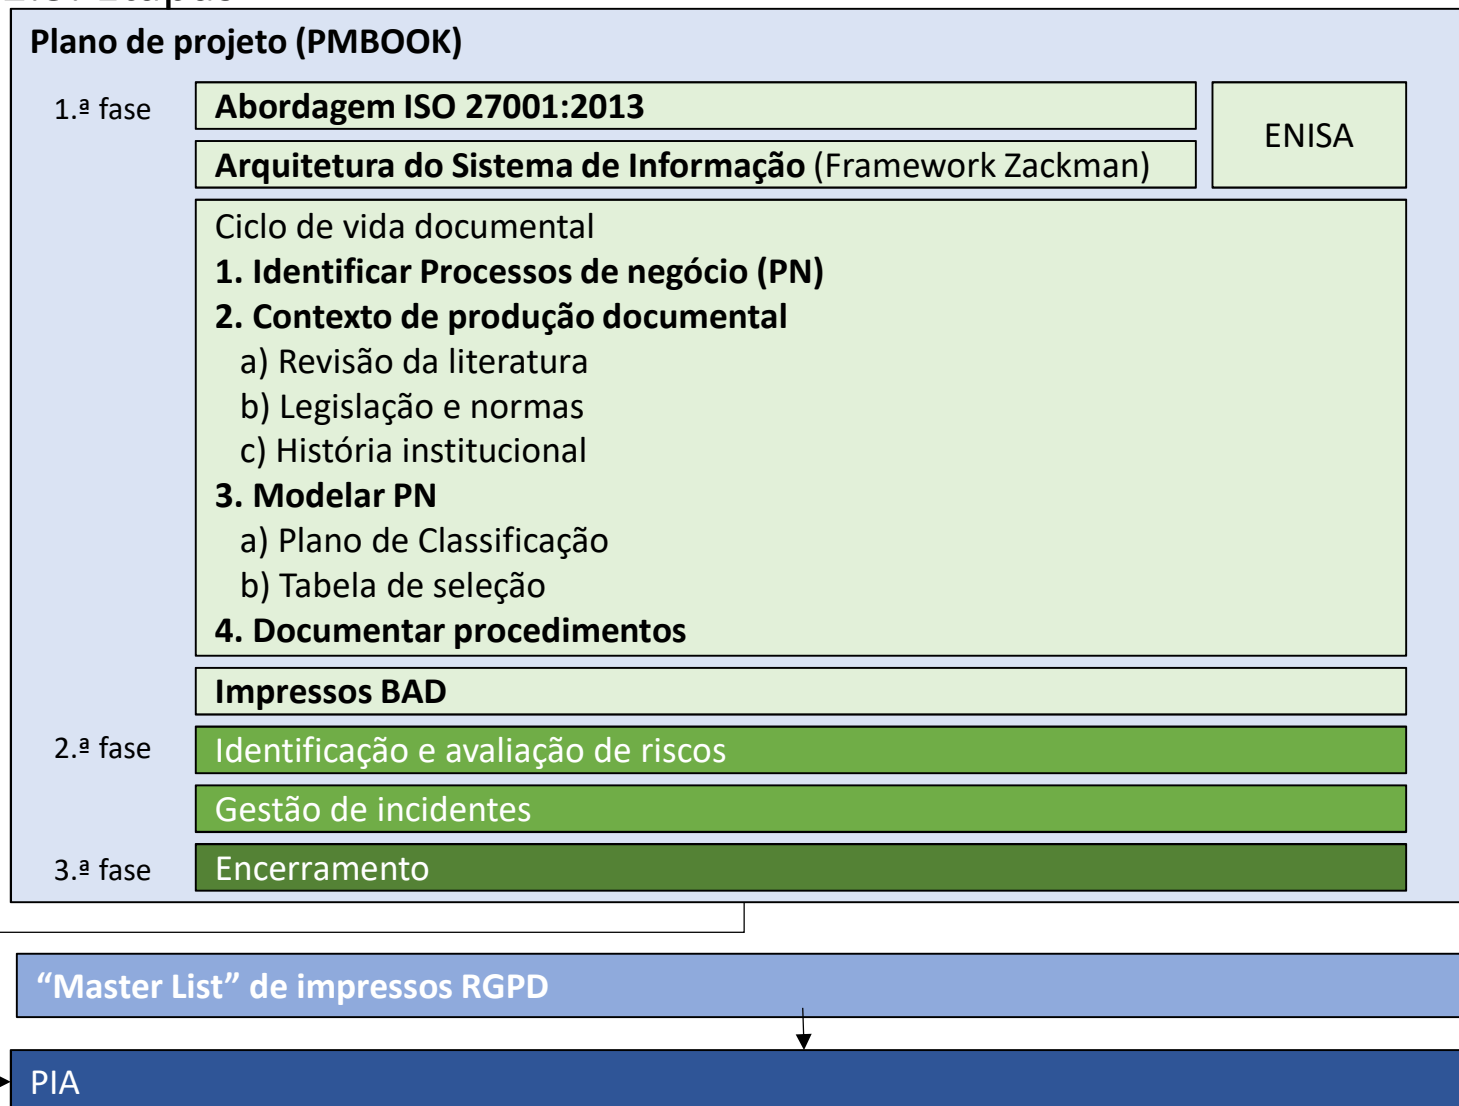 Plano de projeto (PMBOOK)
1.ª fase
Abordagem ISO 27001:2013
ENISA
Arquitetura do Sistema de Informação (Framework Zackman)
Ciclo de vida documental
1. Identificar Processos de negócio (PN)
2. Contexto de produção documental
a) Revisão da literatura
b) Legislação e normas
c) História institucional
3. Modelar PN
a) Plano de Classificação
b) Tabela de seleção
4. Documentar procedimentos
Impressos BAD
2.ª fase
Identificação e avaliação de riscos
Gestão de incidentes
3.ª fase
Encerramento
“Master List” de impressos RGPD
PIA